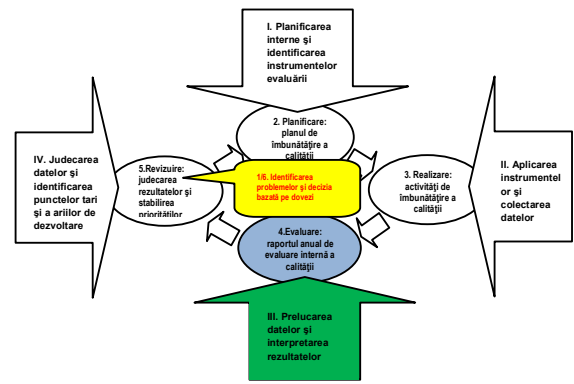 I. Planificarea
interne şi
identificarea
instrumentelor
evaluării
2. Planificare:
planul de
îmbunătăţire a
calităţii
IV. Judecarea
datelor şi
identificarea
punctelor tari
şi a ariilor de
dezvoltare
5.Revizuire:
judecarea
rezultatelor şi
stabilirea
priorităţilor
1/6. Identificarea
problemelor şi decizia
bazată pe dovezi
3. Realizare:
activităţi de
îmbunătăţire a
calităţii
II. Aplicarea
instrumentel
or şi
colectarea
datelor
4.Evaluare:
raportul anual de
evaluare internă a
calităţii
III. Prelucarea
datelor şi
interpretarea
rezultatelor